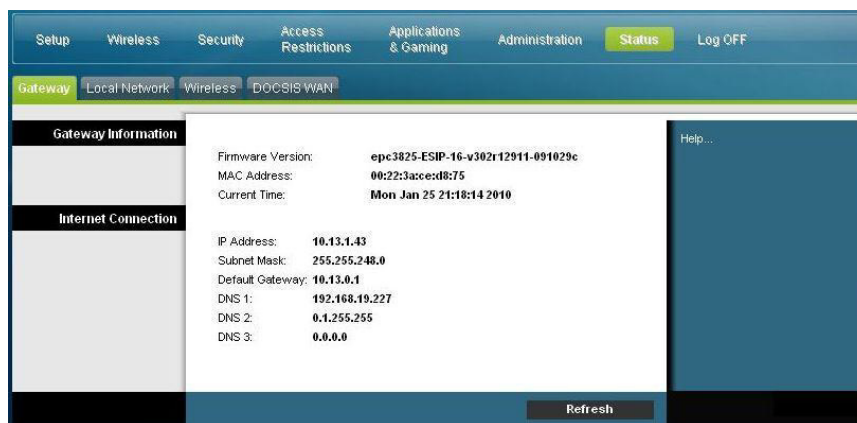 Setup Wireless Security Access Restrictions Applications & Gaming Administration Status Log OFF
Gateway Local Network Wireless DOCSIS WAN
Gateway Information
Help...
Firmware Version: epc3825-ESIP-16-v302r12911-091029c
MAC Address: 00:22:3a:ce:d8:75
Current Time: Mon Jan 25 21:18:14 2010
Internet Connection
IP Address: 10.13.1.43
Subnet Mask: 255.255.248.0
Default Gateway: 10.13.0.1
DNS 1: 192.168.19.227
DNS 2: 0.1.255.255
DNS 3: 0.0.0.0
Refresh